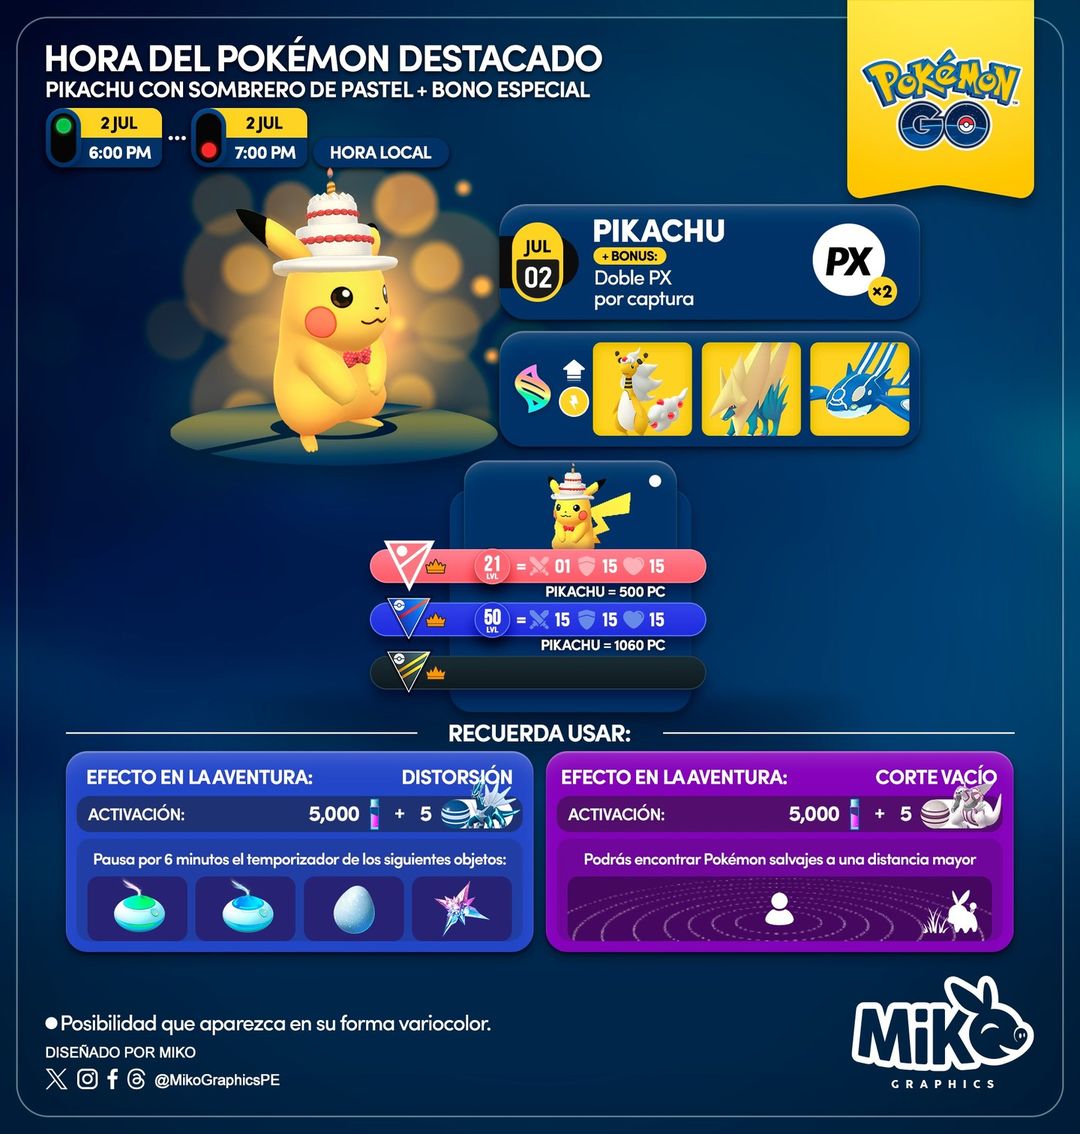 HORA DEL POKÉMON DESTACADO
PIKACHU CON SOMBRERO DE PASTEL + BONO ESPECIAL
2 JUL
6:00 PM
...
2 JUL
7:00 PM
HORA LOCAL
POKÉMON
GO
JUL
02
PIKACHU
+ BONUS:
Doble PX
por captura
PX
×2
21
LVL
= 01 15 15
PIKACHU = 500 PC
50
LVL
= 15 15 15
PIKACHU = 1060 PC
RECUERDA USAR:
EFECTO EN LA AVENTURA: DISTORSIÓN
ACTIVACIÓN: 5,000 + 5
Pausa por 6 minutos el temporizador de los siguientes objetos:
EFECTO EN LA AVENTURA: CORTE VACÍO
ACTIVACIÓN: 5,000 + 5
Podrás encontrar Pokémon salvajes a una distancia mayor
Posibilidad que aparezca en su forma variocolor.
DISEÑADO POR MIKO
@MikoGraphicsPE
MiKO
GRAPHICS